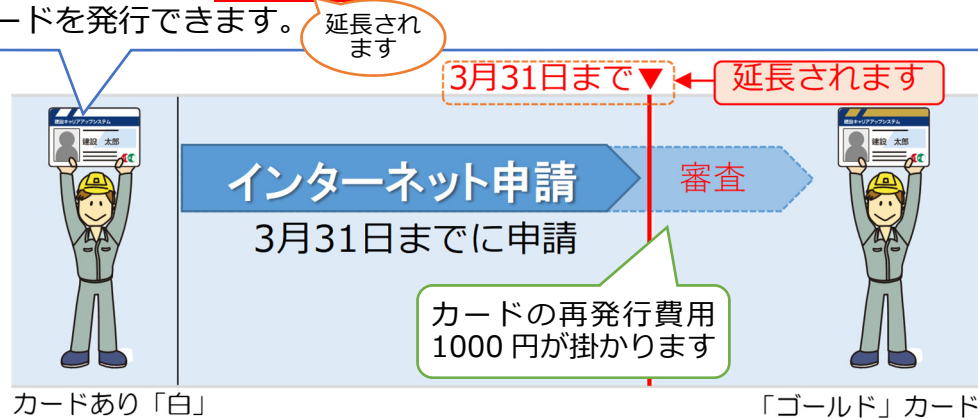 ードを発行できます。
延長され
ます
3月31日まで▼
延長されます
建設キャリアアップシステム
建設 太郎
建設キャリアアップシステム
建設 太郎
インターネット申請
審査
3月31日までに申請
カードの再発行費用
1000 円が掛かります
カードあり「白」
「ゴールド」カード